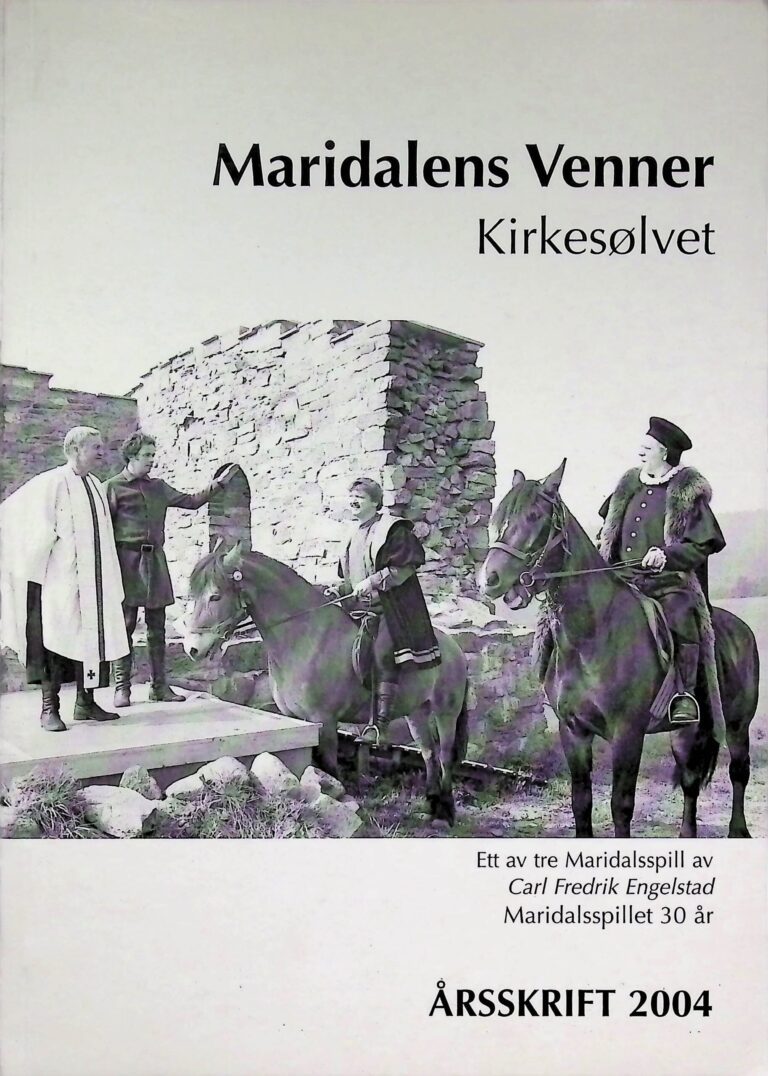 Maridalens Venner
Kirkesølvet
Ett av tre Maridalsspill av
Carl Fredrik Engelstad
Maridalsspillet 30 år
ÅRSSKRIFT 2004